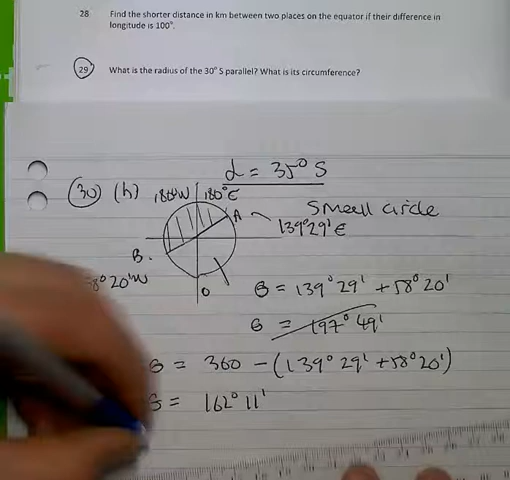 28 Find the shorter distance in km between two places on the equator if their difference in
longitude is 100°.
29 What is the radius of the 30° S parallel? What is its circumference?
α = 35° S
30 (h) 180°W 180°E
A Small circle
139°29'E
B
8°20'W
0 θ = 139°29' + 58°20'
θ = 197°49'
θ = 360 - (139°29' + 58°20')
= 162°11'